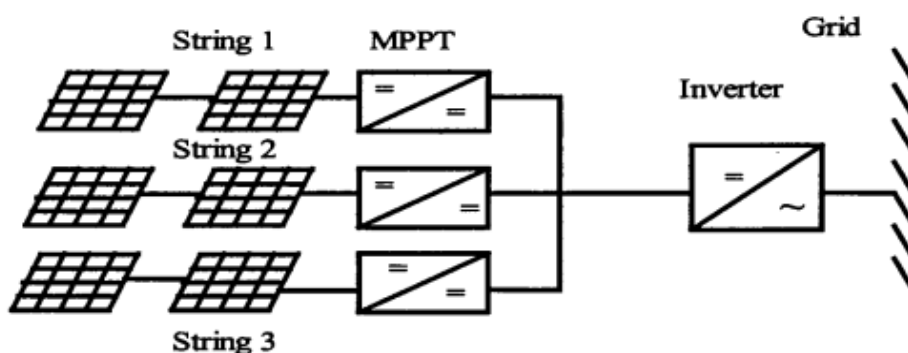 String 1
MPPT
Grid
Inverter
String 2
String 3
=
=
=
=
=
=
=
~